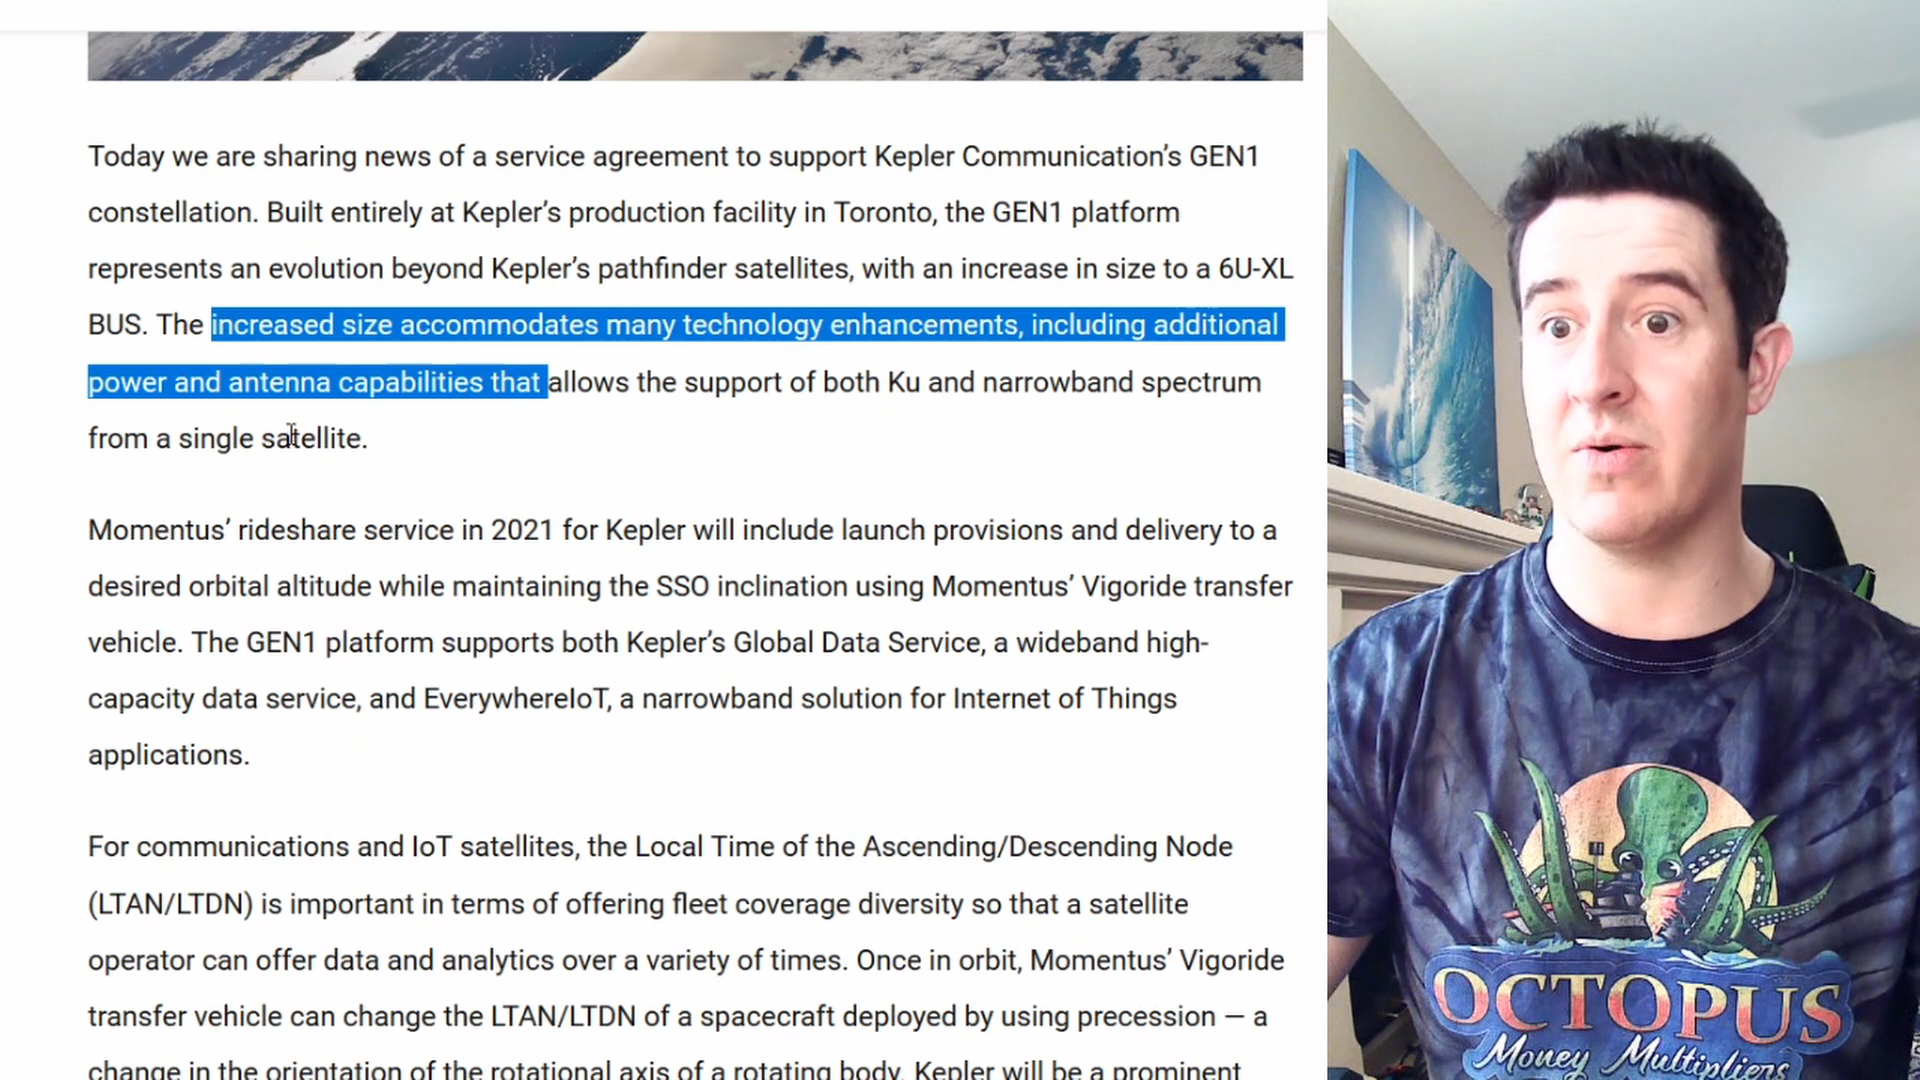 Today we are sharing news of a service agreement to support Kepler Communication’s GEN1
constellation. Built entirely at Kepler’s production facility in Toronto, the GEN1 platform
represents an evolution beyond Kepler’s pathfinder satellites, with an increase in size to a 6U-XL
BUS. The increased size accommodates many technology enhancements, including additional
power and antenna capabilities that allows the support of both Ku and narrowband spectrum
from a single satellite.
Momentus’ rideshare service in 2021 for Kepler will include launch provisions and delivery to a
desired orbital altitude while maintaining the SSO inclination using Momentus’ Vigoride transfer
vehicle. The GEN1 platform supports both Kepler’s Global Data Service, a wideband high-
capacity data service, and EverywhereIoT, a narrowband solution for Internet of Things
applications.
For communications and IoT satellites, the Local Time of the Ascending/Descending Node
(LTAN/LTDN) is important in terms of offering fleet coverage diversity so that a satellite
operator can offer data and analytics over a variety of times. Once in orbit, Momentus’ Vigoride
transfer vehicle can change the LTAN/LTDN of a spacecraft deployed by using precession — a
change in the orientation of the rotational axis of a rotating body. Kepler will be a prominent
OCTOPUS
Money Multipliers